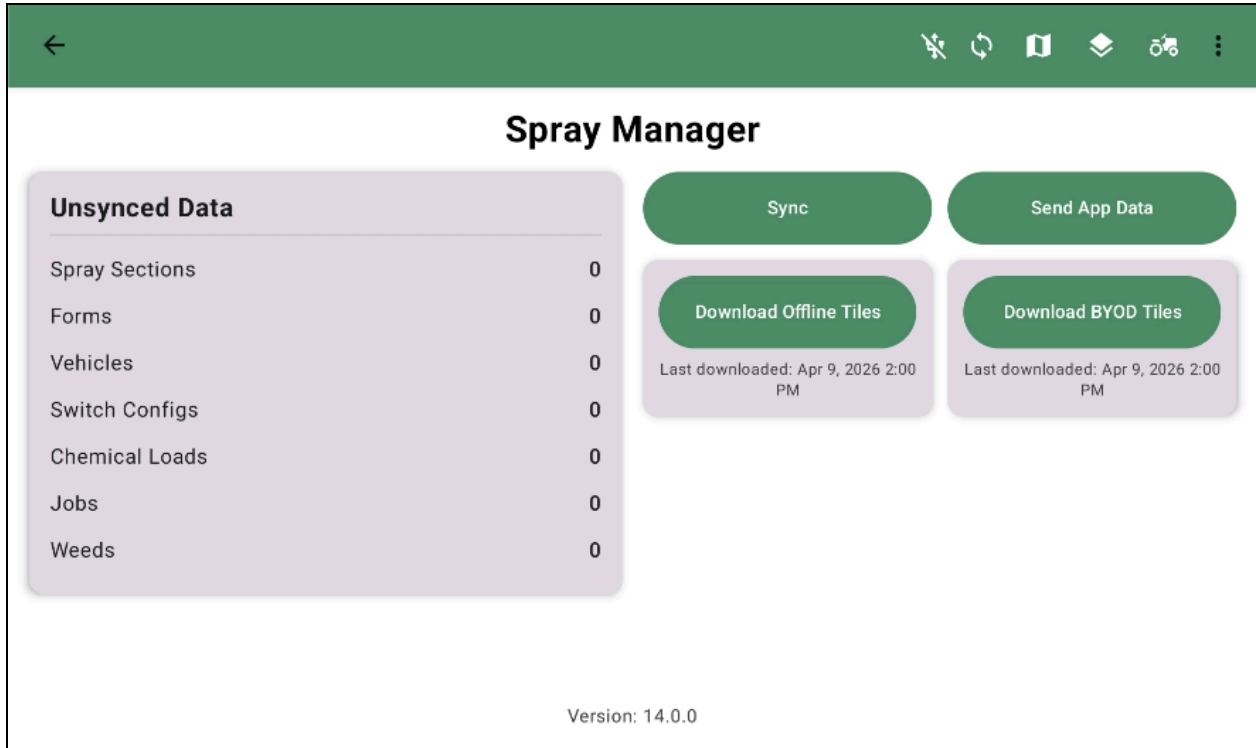 Spray Manager
Unsynced Data
Spray Sections 0
Forms 0
Vehicles 0
Switch Configs 0
Chemical Loads 0
Jobs 0
Weeds 0
Sync
Send App Data
Download Offline Tiles
Last downloaded: Apr 9, 2026 2:00
PM
Download BYOD Tiles
Last downloaded: Apr 9, 2026 2:00
PM
Version: 14.0.0